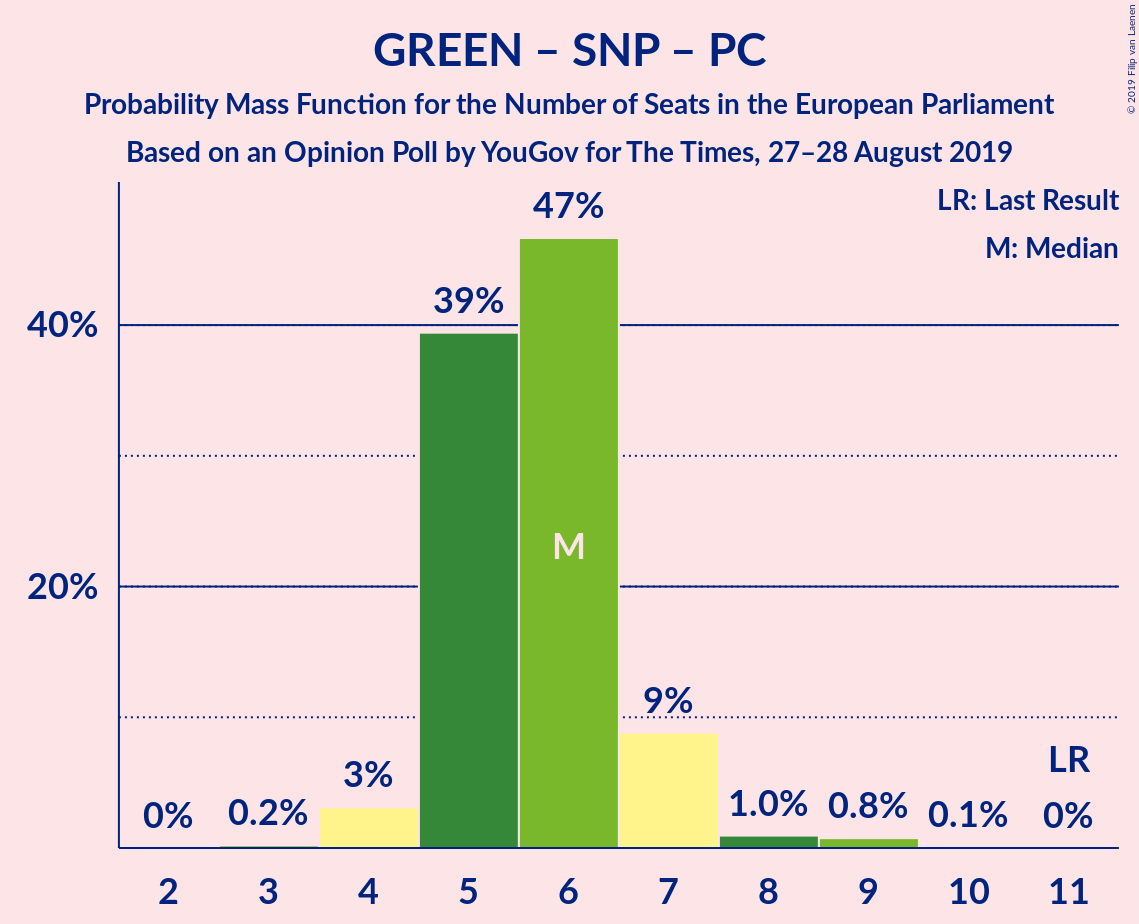 GREEN – SNP – PC
Probability Mass Function for the Number of Seats in the European Parliament
Based on an Opinion Poll by YouGov for The Times, 27–28 August 2019
© 2019 Filip van Laenen
LR: Last Result
M: Median
47%
39%
40%
M
20%
9%
LR
3%
0%
0.2%
1.0%
0.8%
0.1%
0%
2 3 4 5 6 7 8 9 10 11